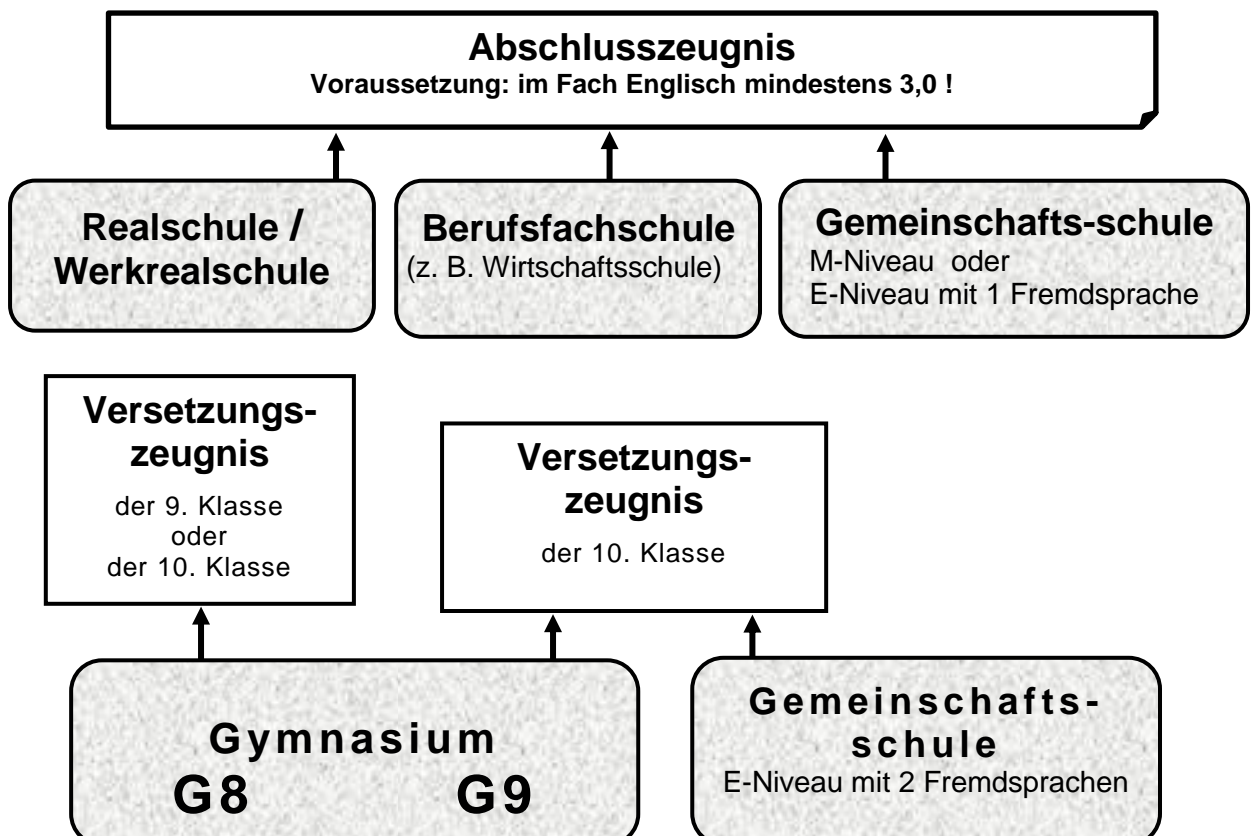 Abschlusszeugnis
Voraussetzung: im Fach Englisch mindestens 3,0 !
Realschule /
Werkrealschule
Berufsfachschule
(z. B. Wirtschaftsschule)
Gemeinschafts-schule
M-Niveau oder
E-Niveau mit 1 Fremdsprache
Versetzungs-
zeugnis
der 9. Klasse
oder
der 10. Klasse
Versetzungs-
zeugnis
der 10. Klasse
Gymnasium
G8 G9
Gemeinschafts-
schule
E-Niveau mit 2 Fremdsprachen